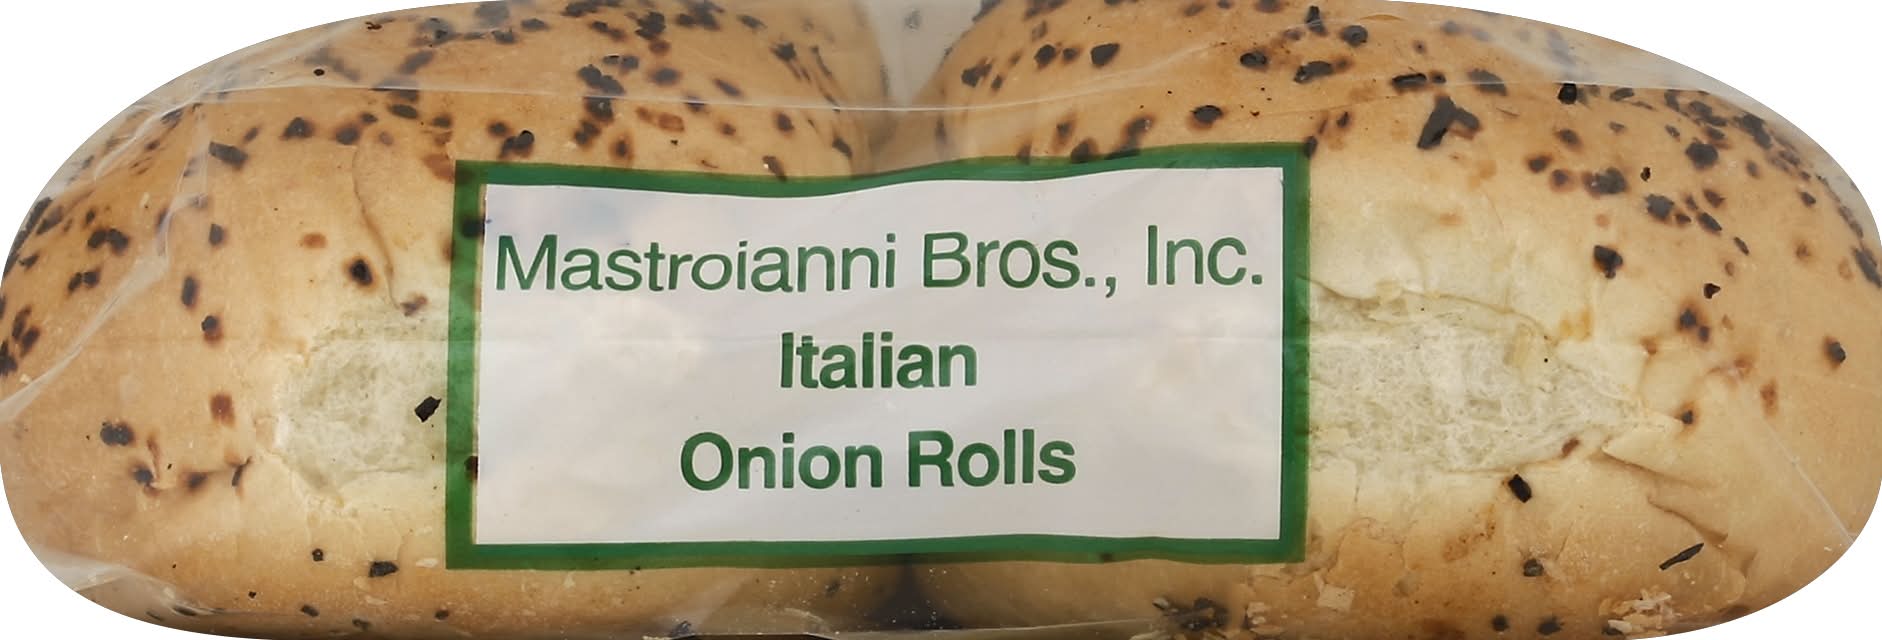 Mastroianni Bros., Inc.
Italian
Onion Rolls